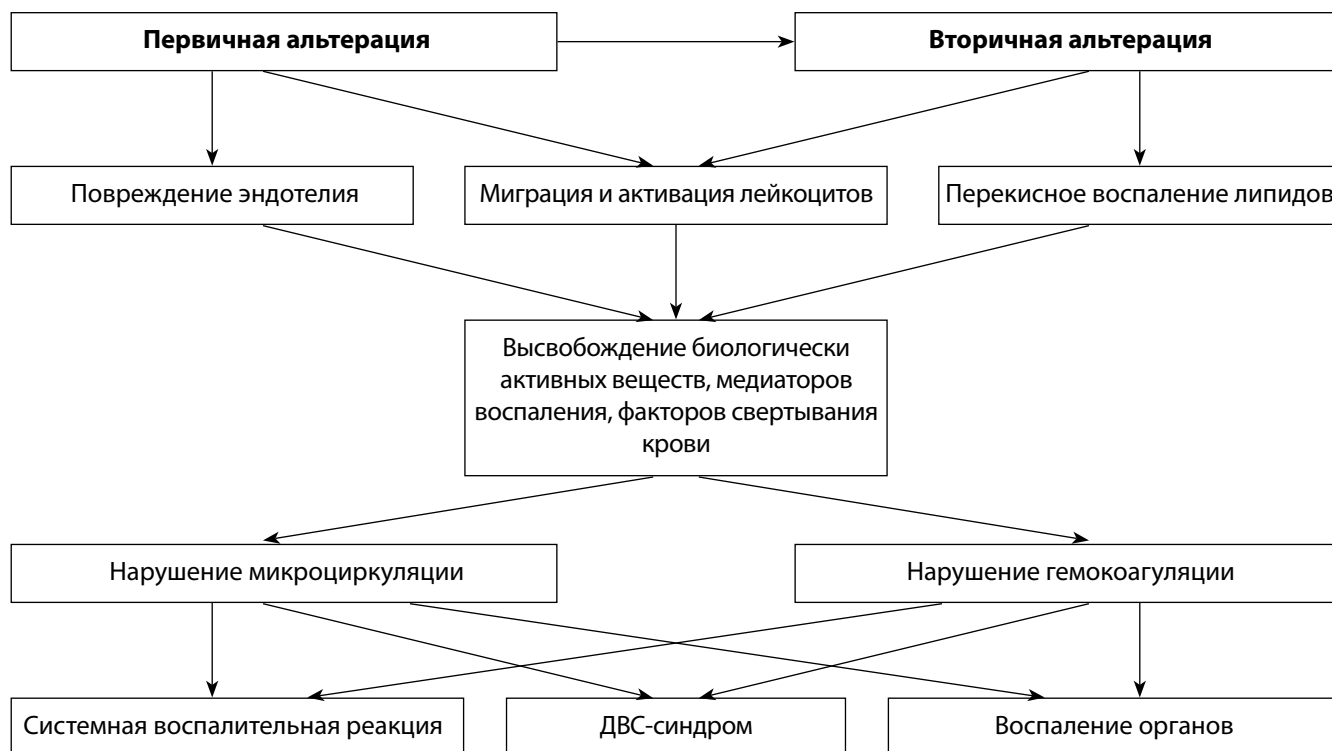 Первичная альтерация
Вторичная альтерация
Повреждение эндотелия
Миграция и активация лейкоцитов
Перекисное воспаление липидов
Высвобождение биологически
активных веществ, медиаторов
воспаления, факторов свертывания
крови
Нарушение микроциркуляции
Нарушение гемокоагуляции
Системная воспалительная реакция
ДВС-синдром
Воспаление органов